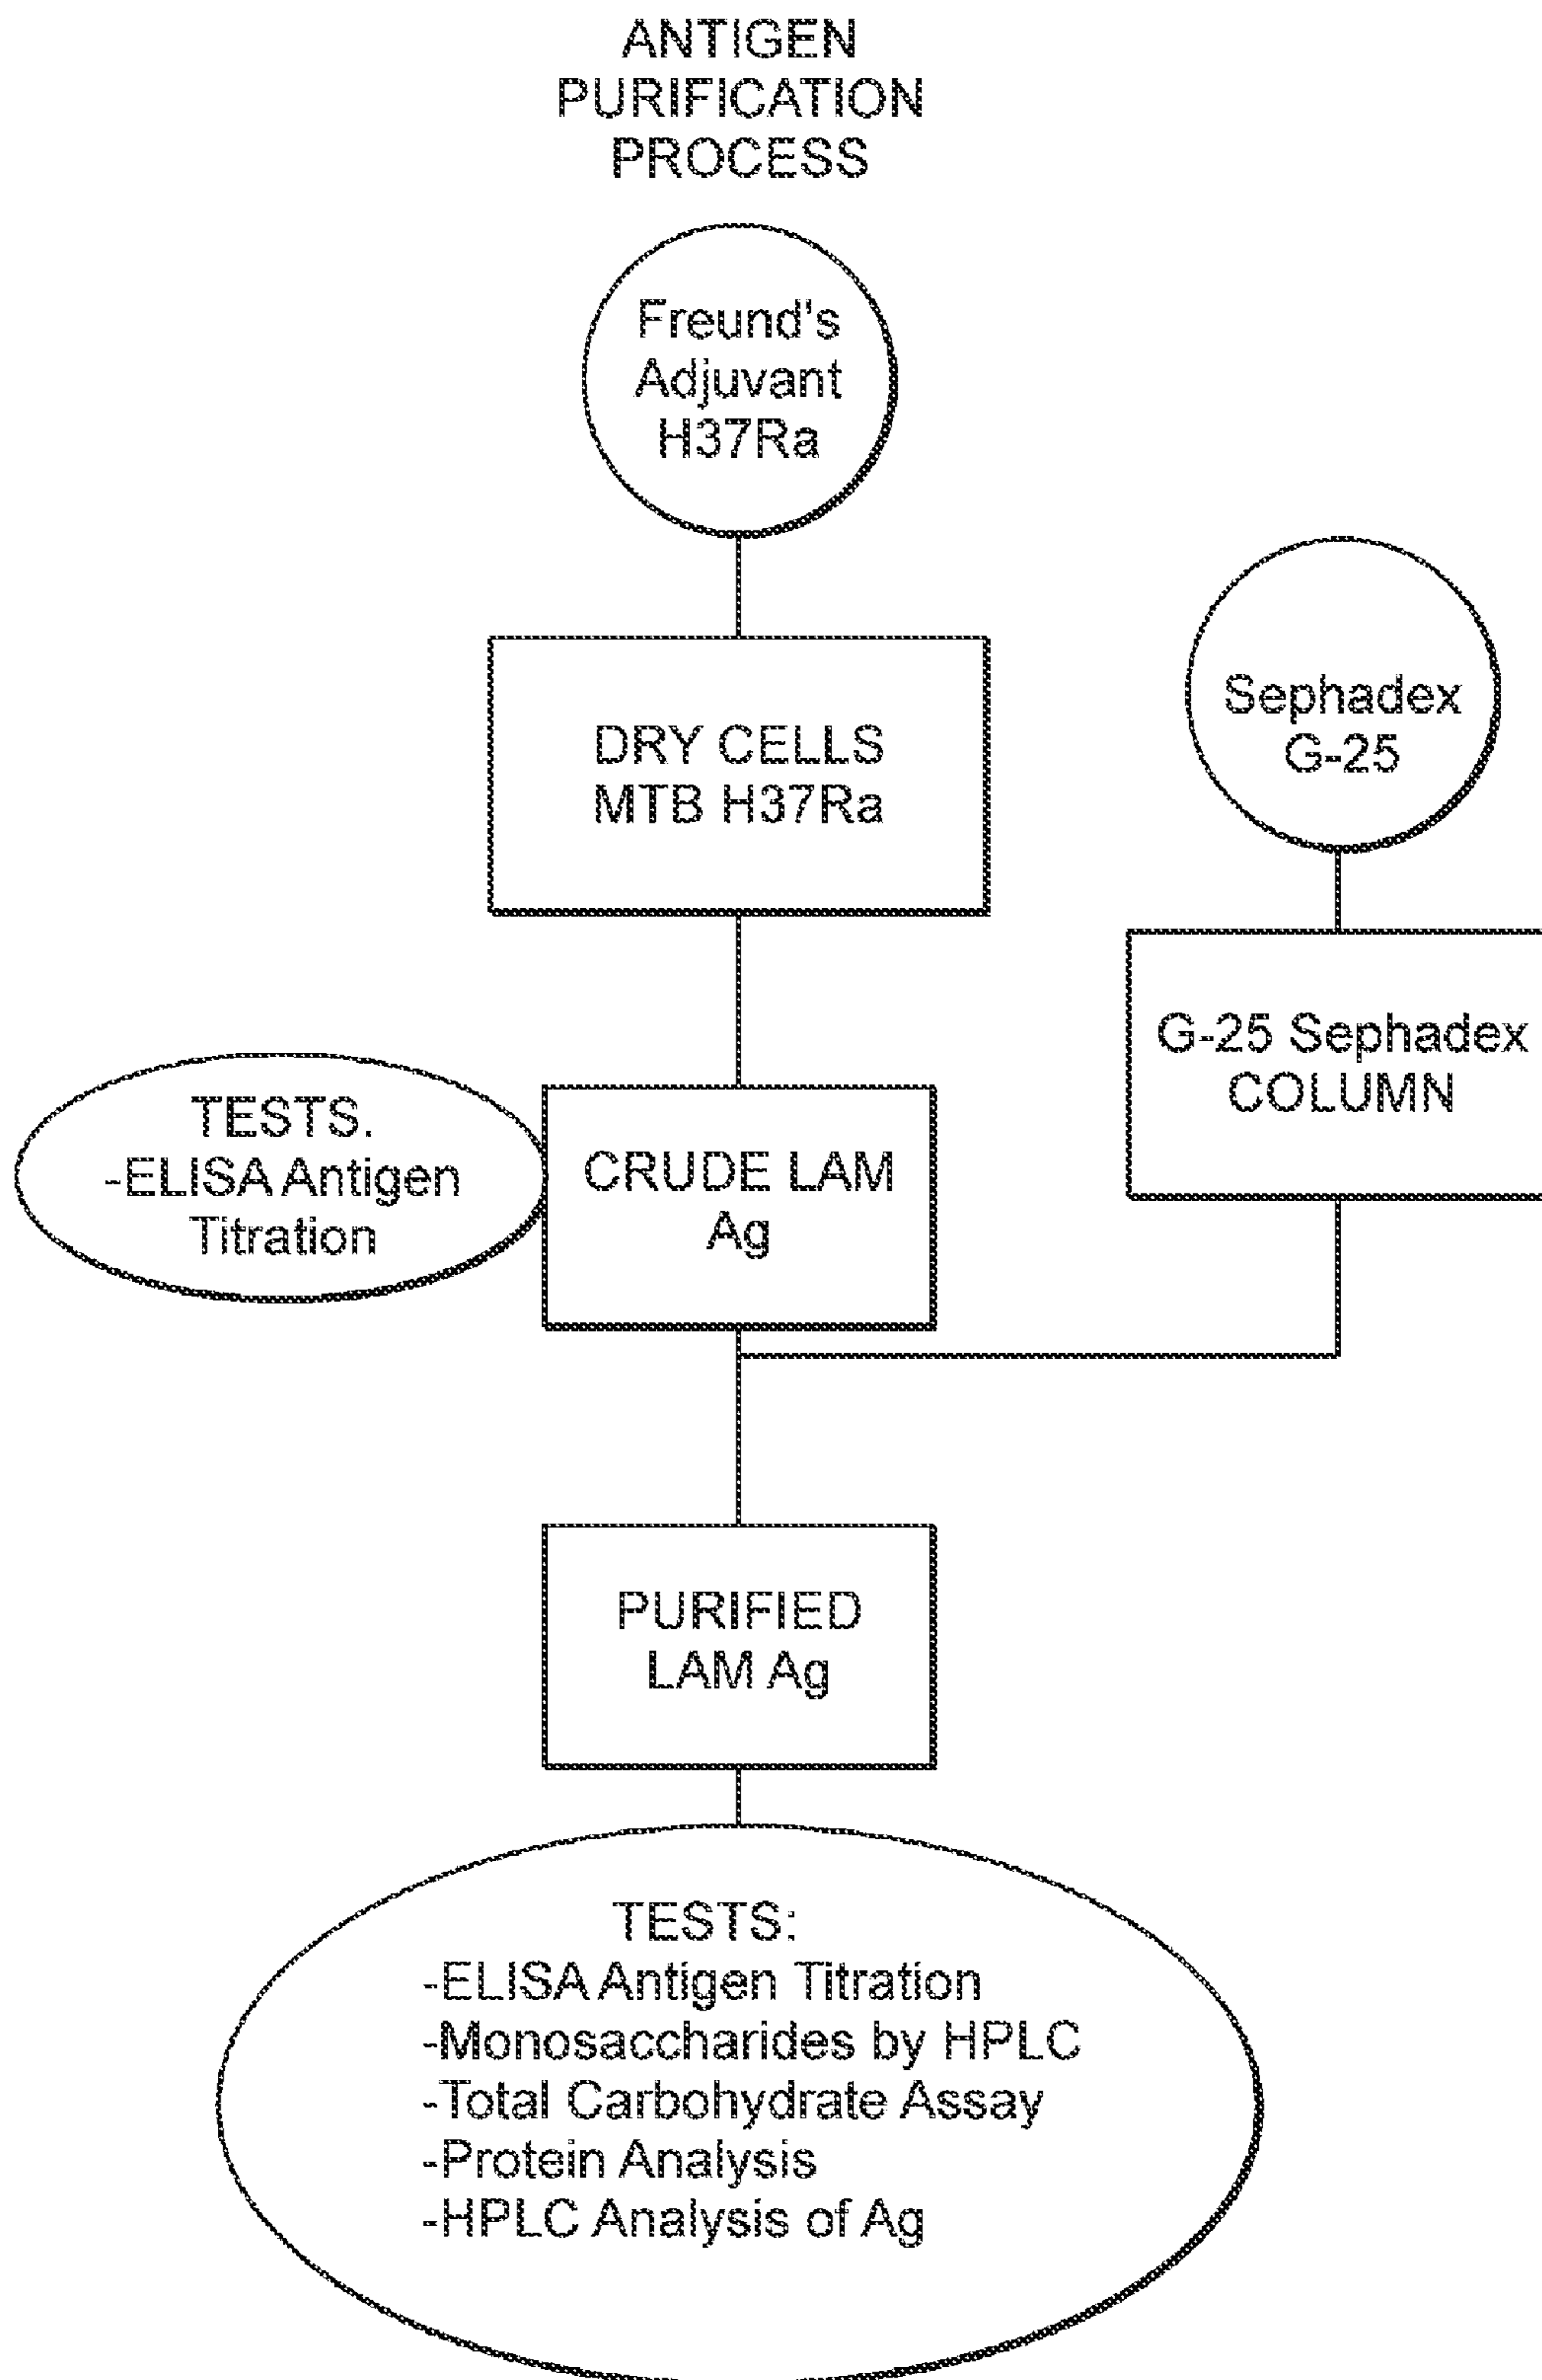 ANTIGEN
PURIFICATION
PROCESS
Freund's
Adjuvant
H37Ra
DRY CELLS
MTB H37Ra
Sephadex
G-25
G-25 Sephadex
COLUMN
TESTS.
-ELISA Antigen
Titration
CRUDE LAM
Ag
PURIFIED
LAM Ag
TESTS:
-ELISA Antigen Titration
-Monosaccharides by HPLC
-Total Carbohydrate Assay
-Protein Analysis
-HPLC Analysis of Ag